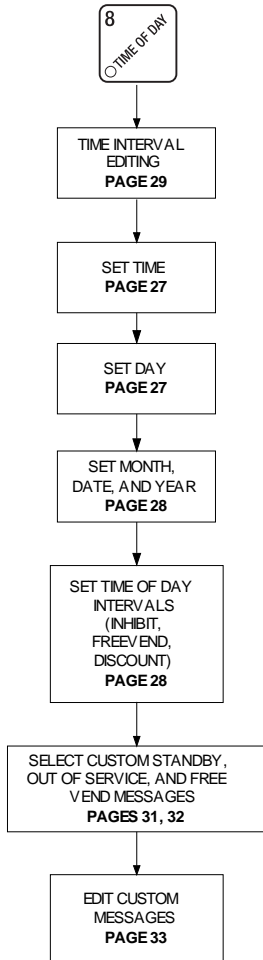 8
TIME OF DAY
TIME INTERVAL
EDITING
PAGE 29
SET TIME
PAGE 27
SET DAY
PAGE 27
SET MONTH,
DATE, AND YEAR
PAGE 28
SET TIME OF DAY
INTERVALS
(INHIBIT,
FREEVEND,
DISCOUNT)
PAGE 28
SELECT CUSTOM STANDBY,
OUT OF SERVICE, AND FREE
VEND MESSAGES
PAGES 31, 32
EDIT CUSTOM
MESSAGES
PAGE 33